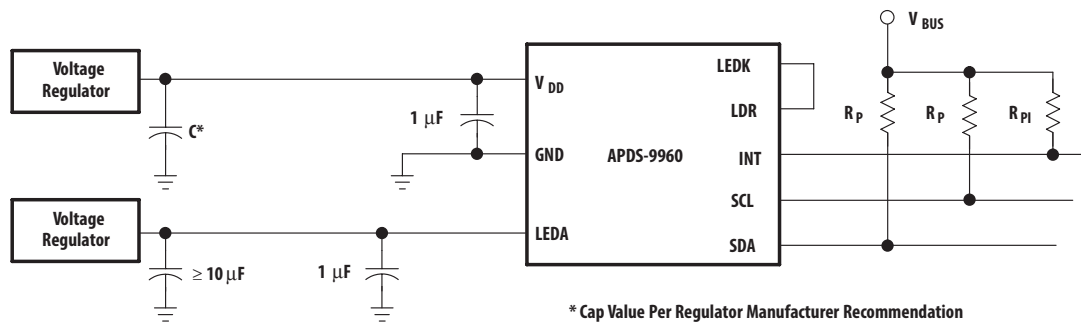 Voltage
Regulator
C*
1 µF
V DD
GND
LEDA
APDS-9960
LEDK
LDR
INT
SCL
SDA
V BUS
R P
R P
R PI
Voltage
Regulator
≥ 10 µF
1 µF
* Cap Value Per Regulator Manufacturer Recommendation